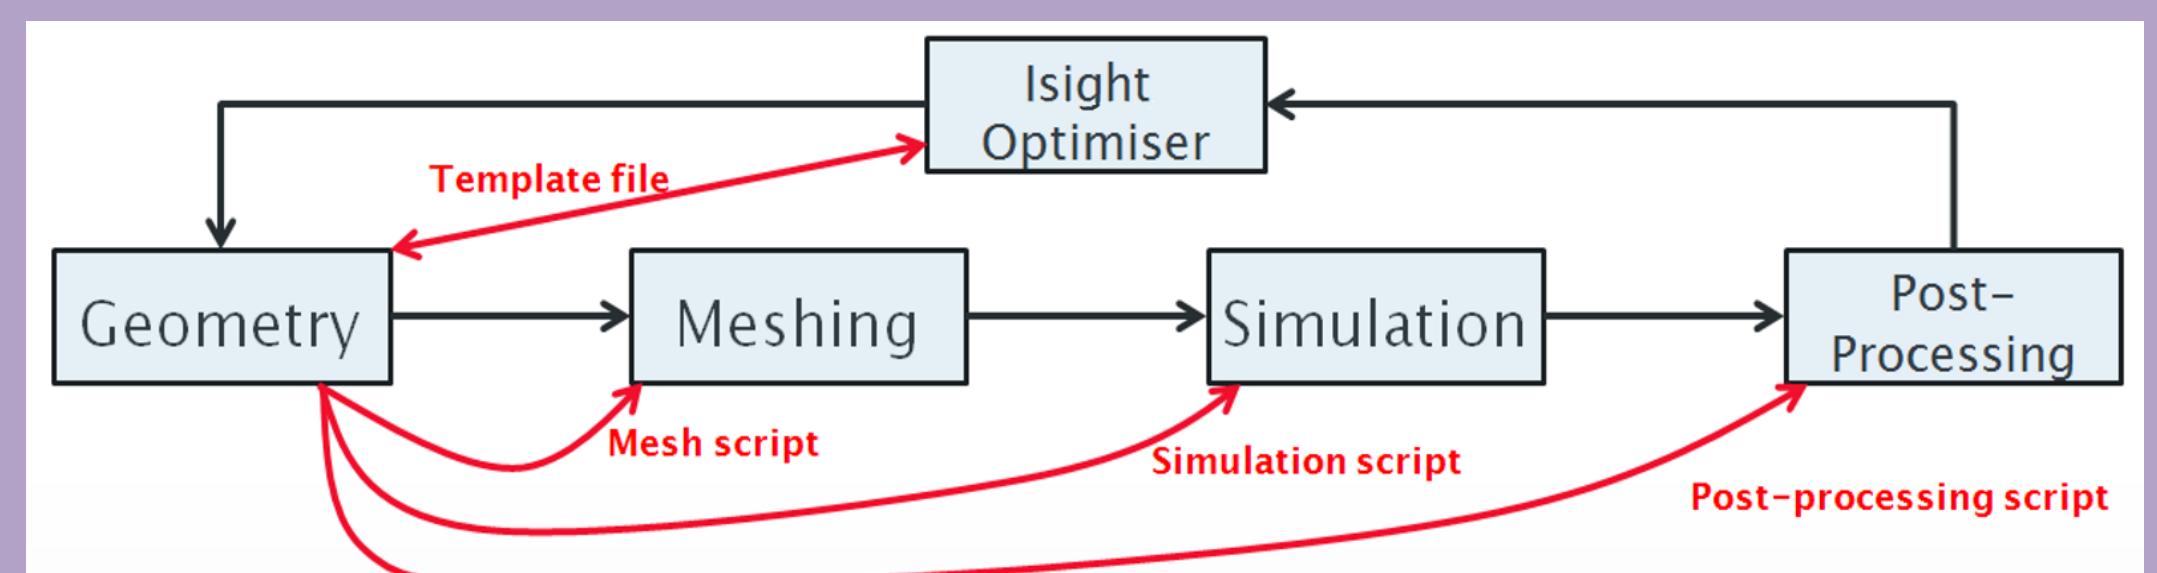 Isight
Optimiser
Template file
Geometry
Meshing
Simulation
Post-
Processing
Mesh script
Simulation script
Post-processing script